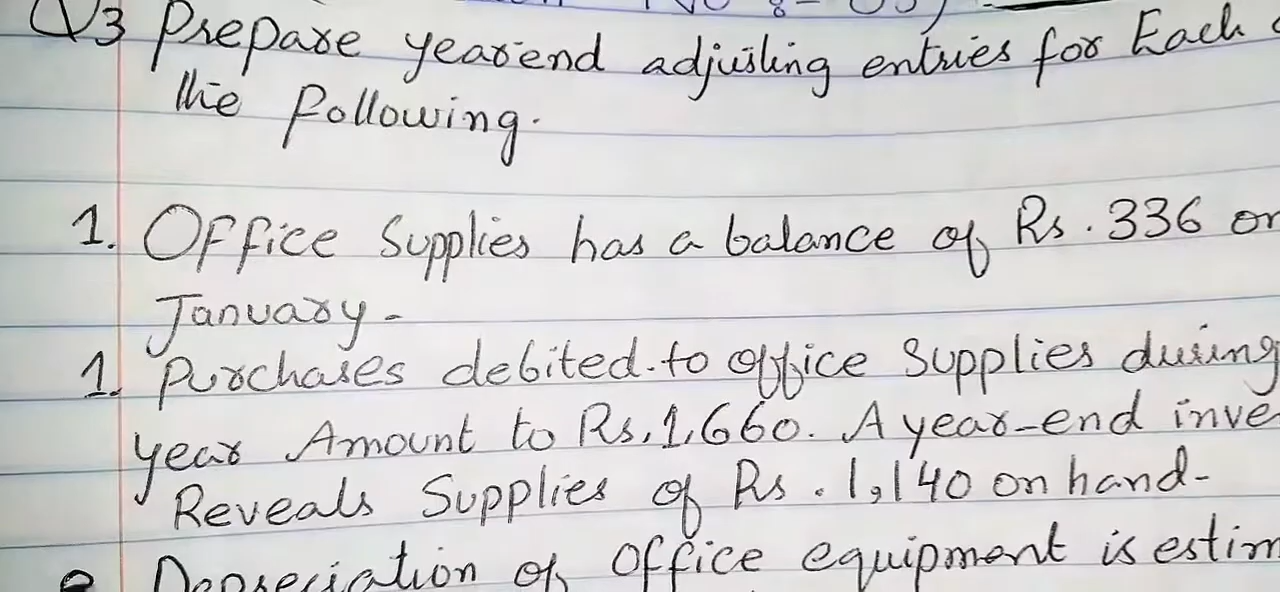 Q3 Prepare yearend adjusting entries for Each
the following.
1. Office Supplies has a balance of Rs. 336 on
January-
1. Purchases debited to office Supplies during
year Amount to Rs. 1,660. A year-end inve
Reveals Supplies of Rs. 1,140 on hand-
Depreciation of Office equipment is estim